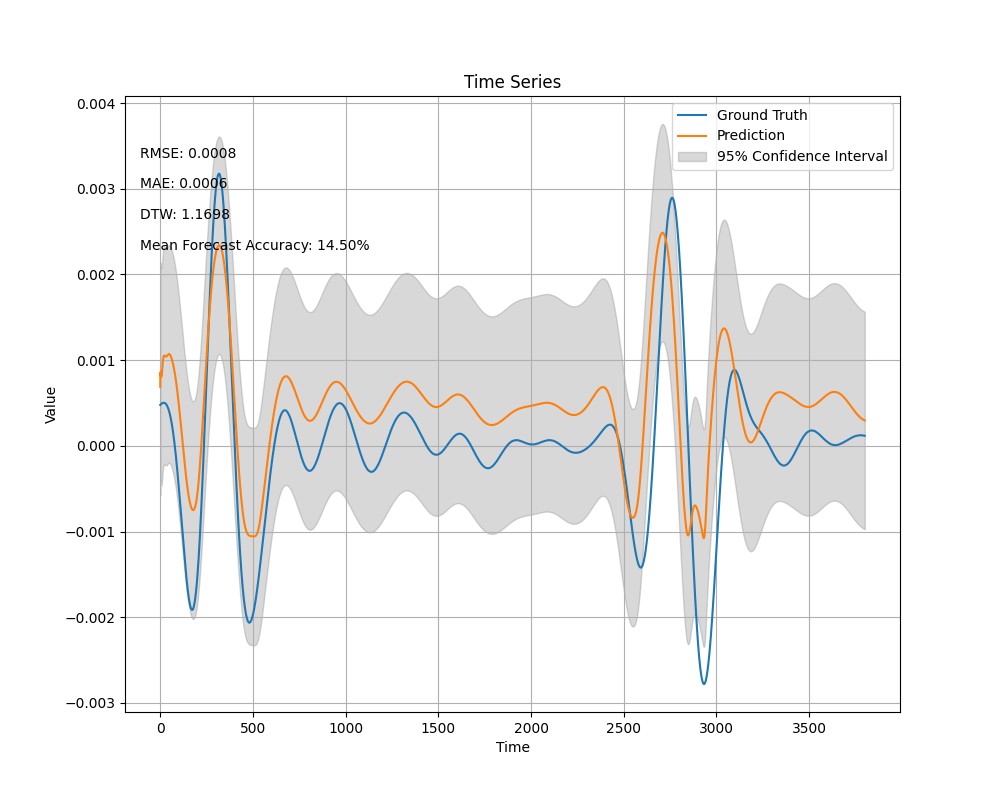 Time Series
Ground Truth
Prediction
95% Confidence Interval
RMSE: 0.0008
MAE: 0.0006
DTW: 1.1698
Mean Forecast Accuracy: 14.50%
0.004
0.003
0.002
0.001
0.000
−0.001
−0.002
−0.003
Value
0
500
1000
1500
2000
2500
3000
3500
Time